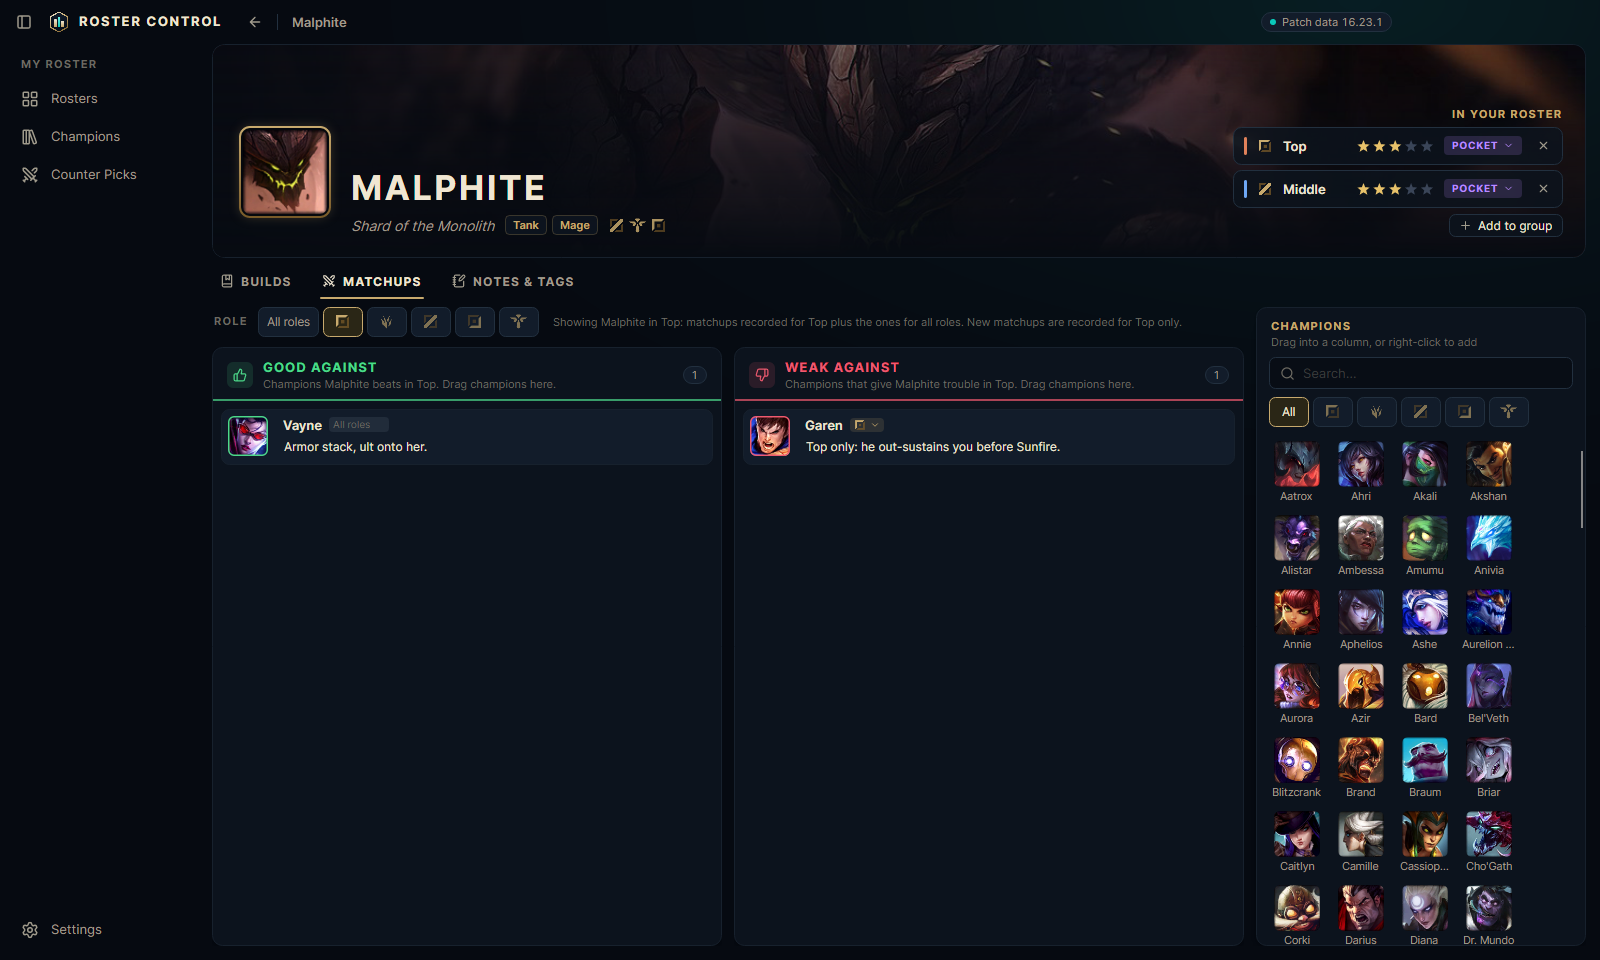 ROSTER CONTROL
Malphite
Patch data 16.23.1
MY ROSTER
Rosters
Champions
Counter Picks
Settings
MALPHITE
Shard of the Monolith
Tank
Mage
IN YOUR ROSTER
Top
POCKET
Middle
POCKET
Add to group
BUILDS
MATCHUPS
NOTES & TAGS
ROLE
All roles
Showing Malphite in Top: matchups recorded for Top plus the ones for all roles. New matchups are recorded for Top only.
GOOD AGAINST
Champions Malphite beats in Top. Drag champions here.
1
Vayne
All roles
Armor stack, ult onto her.
WEAK AGAINST
Champions that give Malphite trouble in Top. Drag champions here.
1
Garen
Top only: he out-sustains you before Sunfire.
CHAMPIONS
Drag into a column, or right-click to add
Search...
All
Aatrox
Ahri
Akali
Akshan
Alistar
Ambessa
Amumu
Anivia
Annie
Aphelios
Ashe
Aurelion ...
Aurora
Azir
Bard
Bel'Veth
Blitzcrank
Brand
Braum
Briar
Caitlyn
Camille
Cassiop...
Cho'Gath
Corki
Darius
Diana
Dr. Mundo